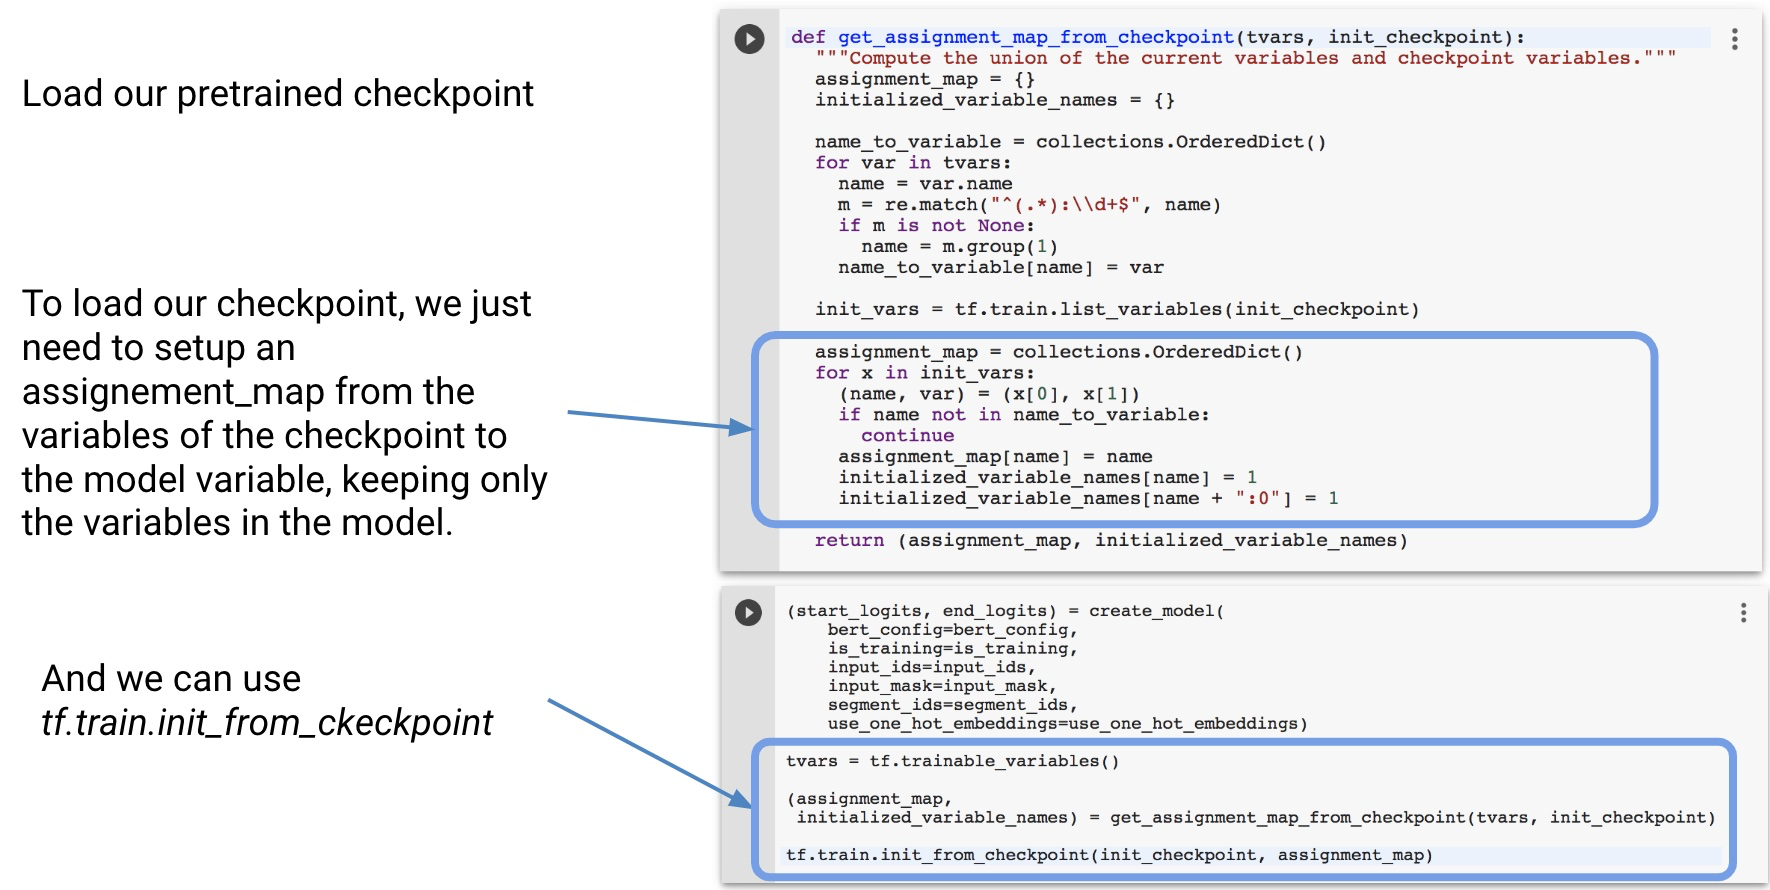 Load our pretrained checkpoint
To load our checkpoint, we just
need to setup an
assignement_map from the
variables of the checkpoint to
the model variable, keeping only
the variables in the model.
And we can use
tf.train.init_from_ckeckpoint
def get_assignment_map_from_checkpoint(tvars, init_checkpoint):
  """Compute the union of the current variables and checkpoint variables."""
  assignment_map = {}
  initialized_variable_names = {}

  name_to_variable = collections.OrderedDict()
  for var in tvars:
    name = var.name
    m = re.match("^(.*):\\d+$", name)
    if m is not None:
      name = m.group(1)
    name_to_variable[name] = var

  init_vars = tf.train.list_variables(init_checkpoint)

  assignment_map = collections.OrderedDict()
  for x in init_vars:
    (name, var) = (x[0], x[1])
    if name not in name_to_variable:
      continue
    assignment_map[name] = name
    initialized_variable_names[name] = 1
    initialized_variable_names[name + ":0"] = 1

  return (assignment_map, initialized_variable_names)
(start_logits, end_logits) = create_model(
    bert_config=bert_config,
    is_training=is_training,
    input_ids=input_ids,
    input_mask=input_mask,
    segment_ids=segment_ids,
    use_one_hot_embeddings=use_one_hot_embeddings)

tvars = tf.trainable_variables()

(assignment_map,
 initialized_variable_names) = get_assignment_map_from_checkpoint(tvars, init_checkpoint)

tf.train.init_from_checkpoint(init_checkpoint, assignment_map)